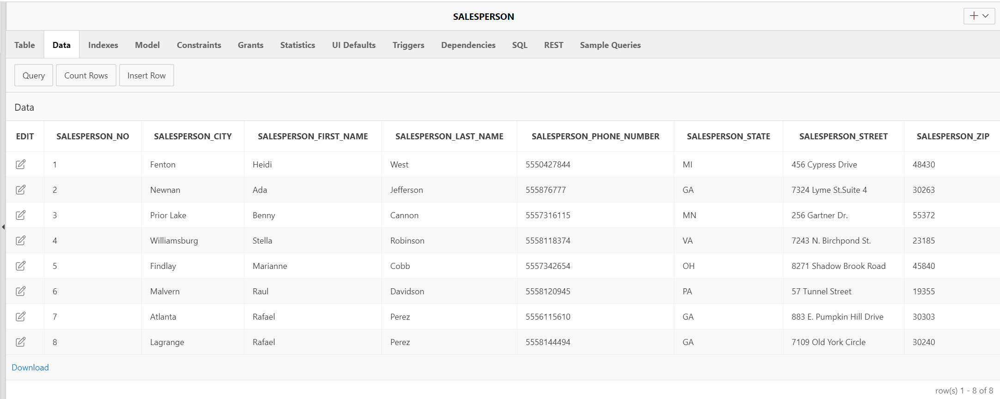 SALESPERSON
Table Data Indexes Model Constraints Grants Statistics UI Defaults Triggers Dependencies SQL REST Sample Queries
Query Count Rows Insert Row
Data
EDIT SALESPERSON_NO SALESPERSON_CITY SALESPERSON_FIRST_NAME SALESPERSON_LAST_NAME SALESPERSON_PHONE_NUMBER SALESPERSON_STATE SALESPERSON_STREET SALESPERSON_ZIP
1 Fenton Heidi West 5550427844 MI 456 Cypress Drive 48430
2 Newnan Ada Jefferson 555876777 GA 7324 Lyme St.Suite 4 30263
3 Prior Lake Benny Cannon 5557316115 MN 256 Gartner Dr. 55372
4 Williamsburg Stella Robinson 5558118374 VA 7243 N. Birchpond St. 23185
5 Findlay Marianne Cobb 5557342654 OH 8271 Shadow Brook Road 45840
6 Malvern Raul Davidson 5558120945 PA 57 Tunnel Street 19355
7 Atlanta Rafael Perez 5556115610 GA 883 E. Pumpkin Hill Drive 30303
8 Lagrange Rafael Perez 5558144494 GA 7109 Old York Circle 30240
Download
row(s) 1 - 8 of 8